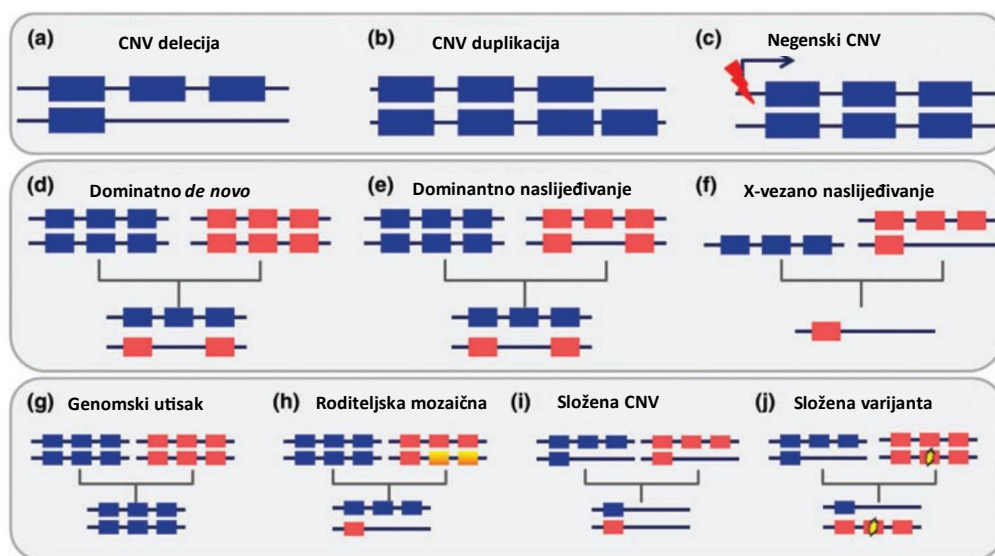 (a) CNV delecija
(b) CNV duplikacija
(c) Negenski CNV
(d) Dominatno de novo
(e) Dominantno naslijeđivanje
(f) X-vezano naslijeđivanje
(g) Genomski utisak
(h) Roditeljska mozaična
(i) Složena CNV
(j) Složena varijanta